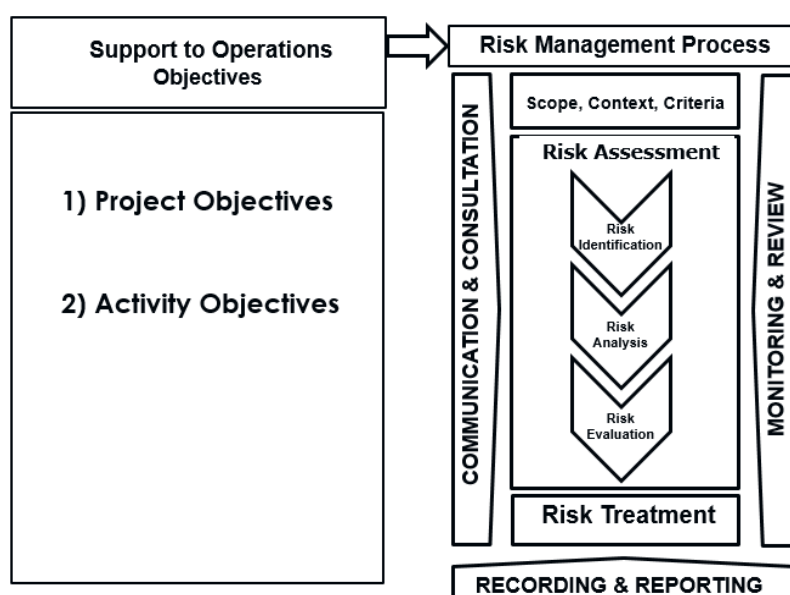 Support to Operations
Objectives
1) Project Objectives
2) Activity Objectives
Risk Management Process
COMMUNICATION & CONSULTATION
Scope, Context, Criteria
Risk Assessment
Risk
Identification
Risk
Analysis
Risk
Evaluation
Risk Treatment
MONITORING & REVIEW
RECORDING & REPORTING